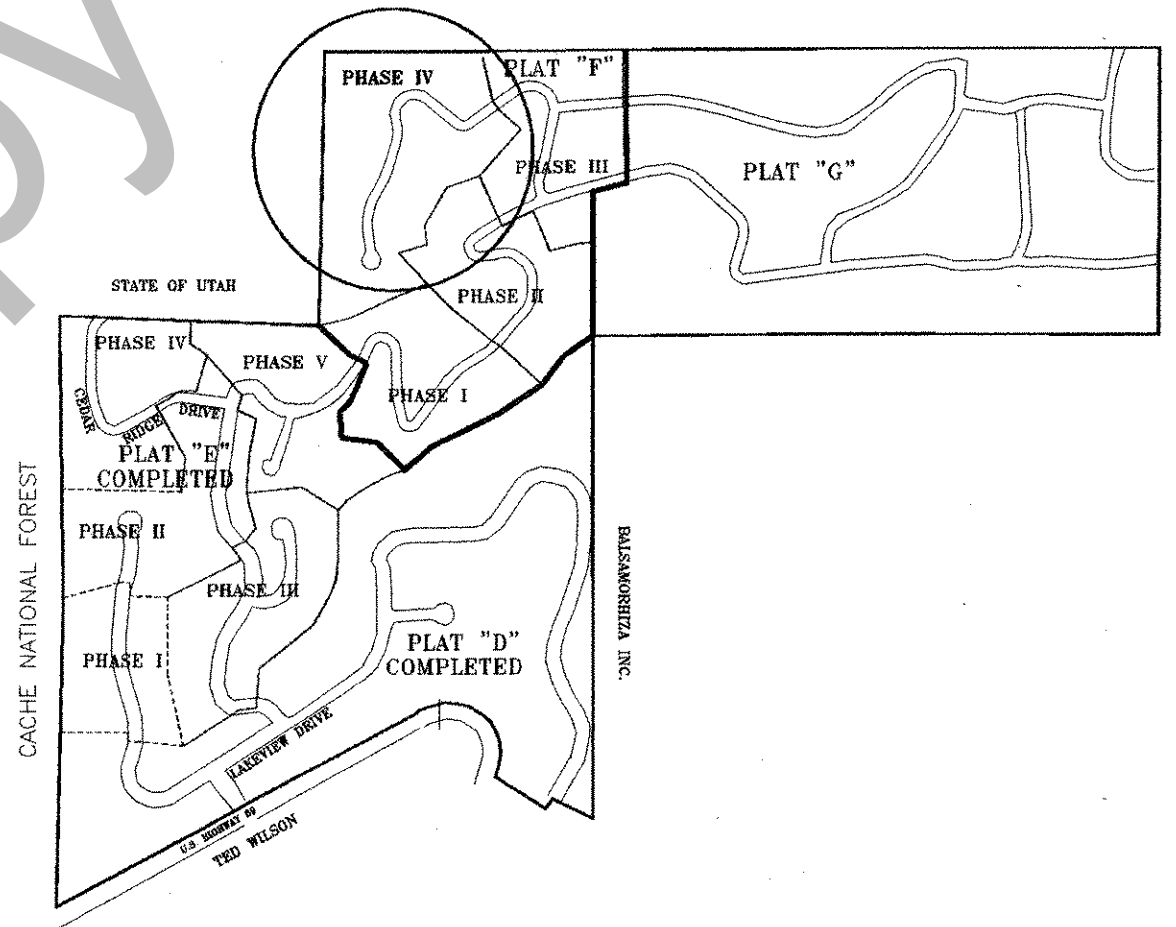 PHASE IV
PLAT "F"
PHASE III
PLAT "G"
STATE OF UTAH
PHASE II
PHASE IV
PHASE V
PHASE I
CEDAR
RIDGE
DRIVE
PLAT "E"
COMPLETED
CACHE NATIONAL FOREST
PHASE II
PHASE III
BALSAMORHIZA INC.
PHASE I
PLAT "D"
COMPLETED
LAKEVIEW DRIVE
U.S. HIGHWAY 89
TED WILSON